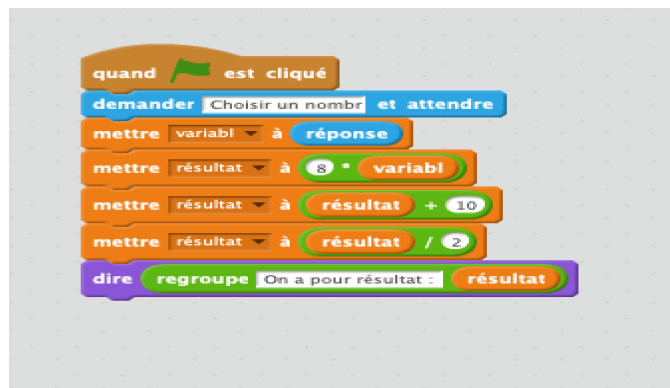 quand est cliqué
demander Choisir un nombr et attendre
mettre variabl à réponse
mettre résultat à 8 * variabl
mettre résultat à résultat + 10
mettre résultat à résultat / 2
dire regroupe On a pour résultat : résultat